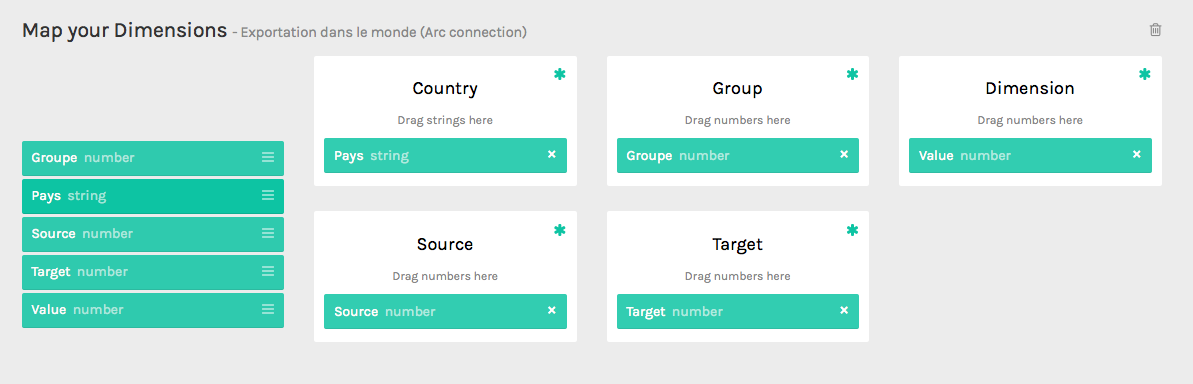 Map your Dimensions - Exportation dans le monde (Arc connection)
Groupe number
Pays string
Source number
Target number
Value number
Country
Drag strings here
Pays string ×
Group
Drag numbers here
Groupe number ×
Dimension
Drag numbers here
Value number ×
Source
Drag numbers here
Source number ×
Target
Drag numbers here
Target number ×